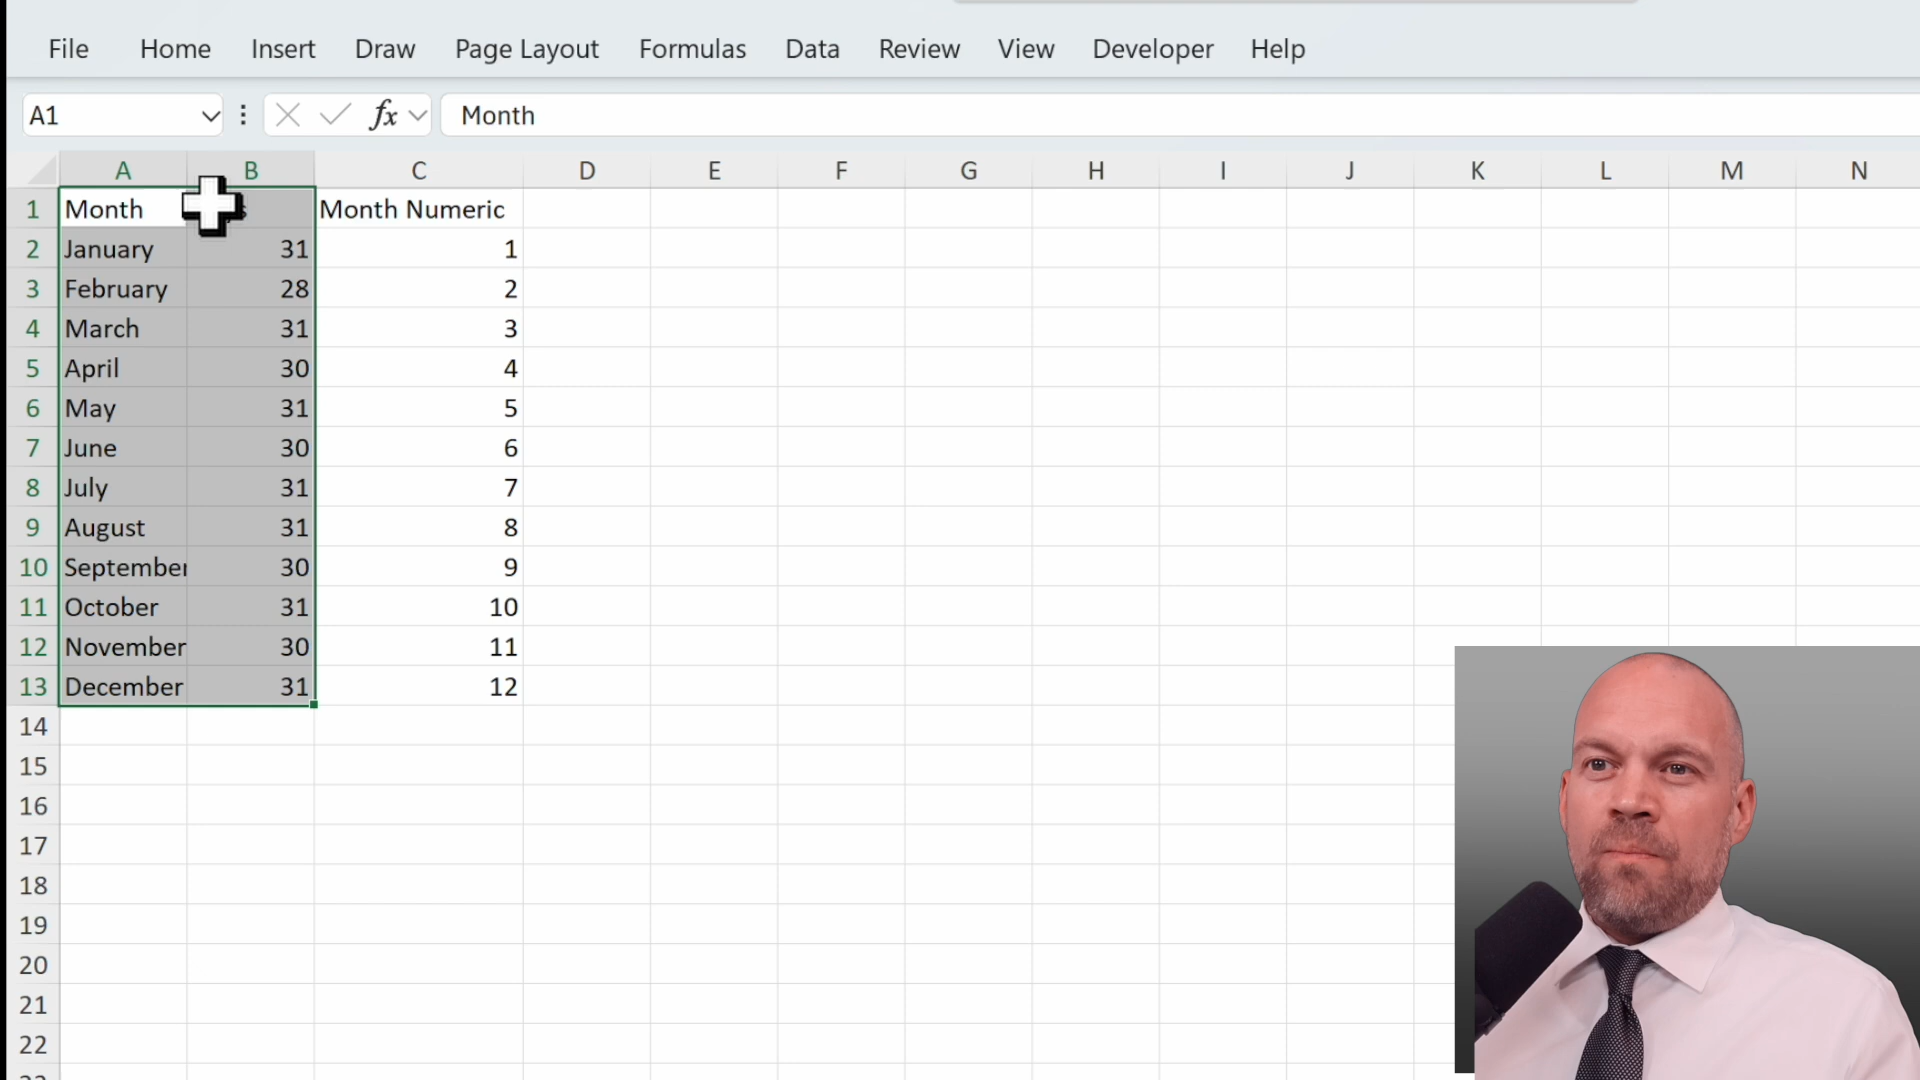 File Home Insert Draw Page Layout Formulas Data Review View Developer Help
A1 fx Month
A B C D E F G H I J K L M N
1 Month Month Numeric
2 January 31 1
3 February 28 2
4 March 31 3
5 April 30 4
6 May 31 5
7 June 30 6
8 July 31 7
9 August 31 8
10 September 30 9
11 October 31 10
12 November 30 11
13 December 31 12
14
15
16
17
18
19
20
21
22